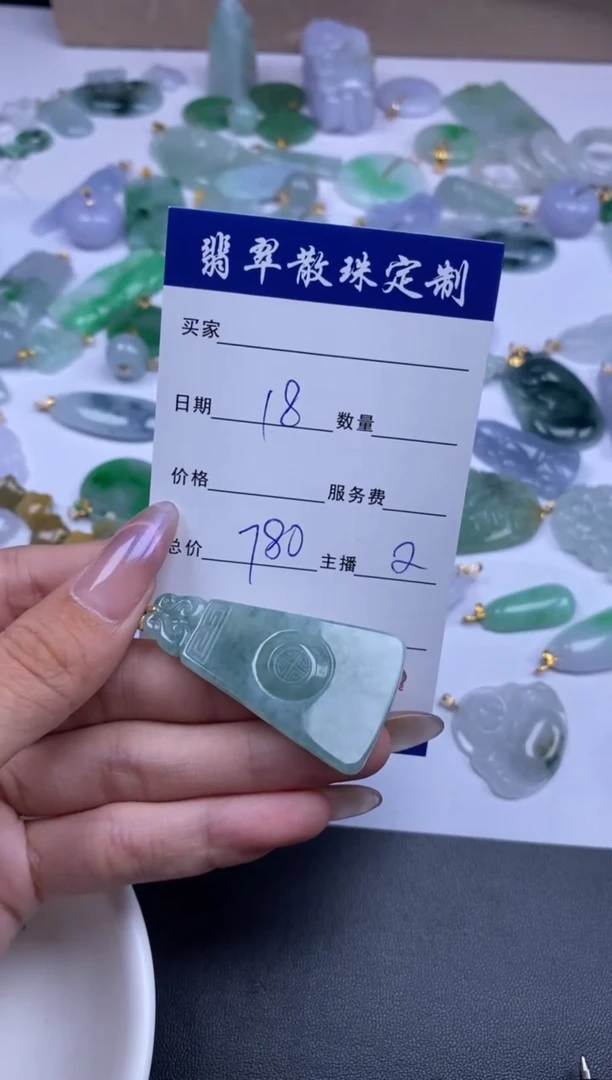 翡翠散珠定制
买家
日期 18 数量
价格 服务费
总价 780 主播 2